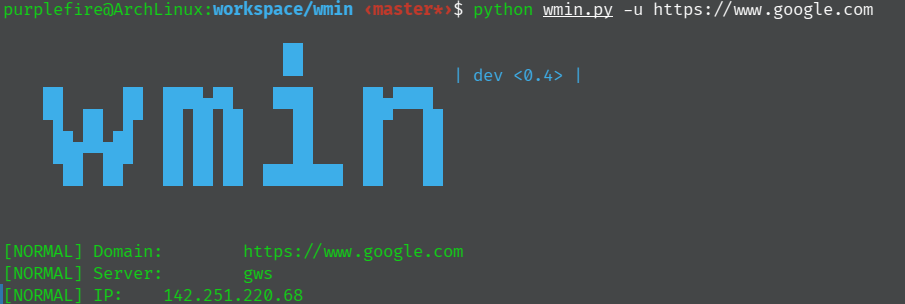 purplefire@ArchLinux:workspace/wmin ‹master*›$ python wmin.py -u https://www.google.com
wmin
| dev <0.4> |
[NORMAL] Domain: https://www.google.com
[NORMAL] Server: gws
[NORMAL] IP: 142.251.220.68